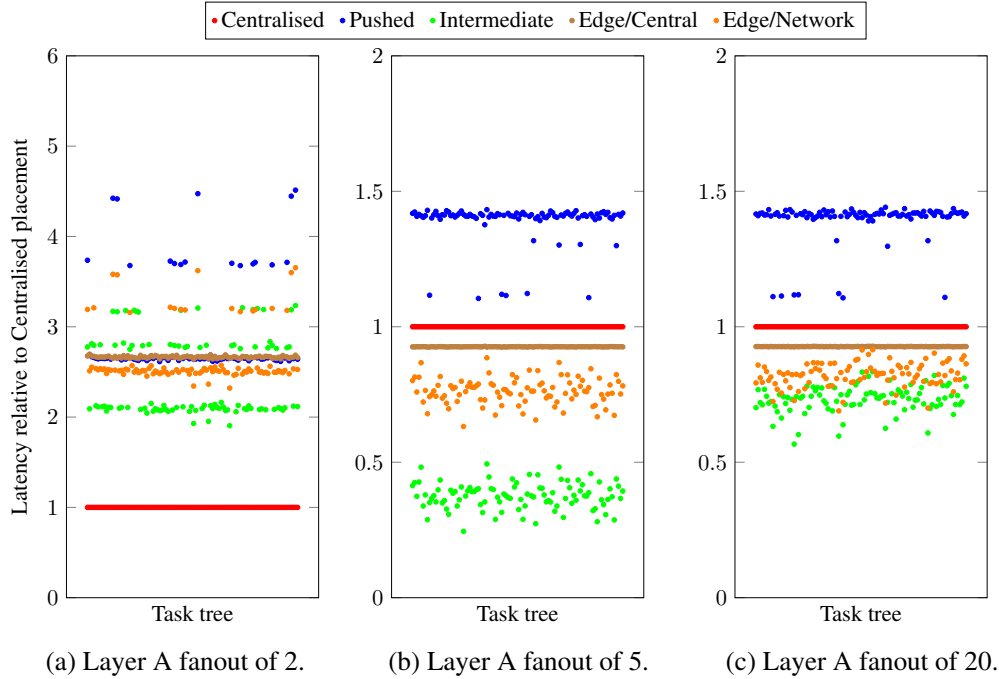 Centralised Pushed Intermediate Edge/Central Edge/Network
Latency relative to Centralised placement
6
5
4
3
2
1
0
Task tree
(a) Layer A fanout of 2.
2
1.5
1
0.5
0
Task tree
(b) Layer A fanout of 5.
2
1.5
1
0.5
0
Task tree
(c) Layer A fanout of 20.